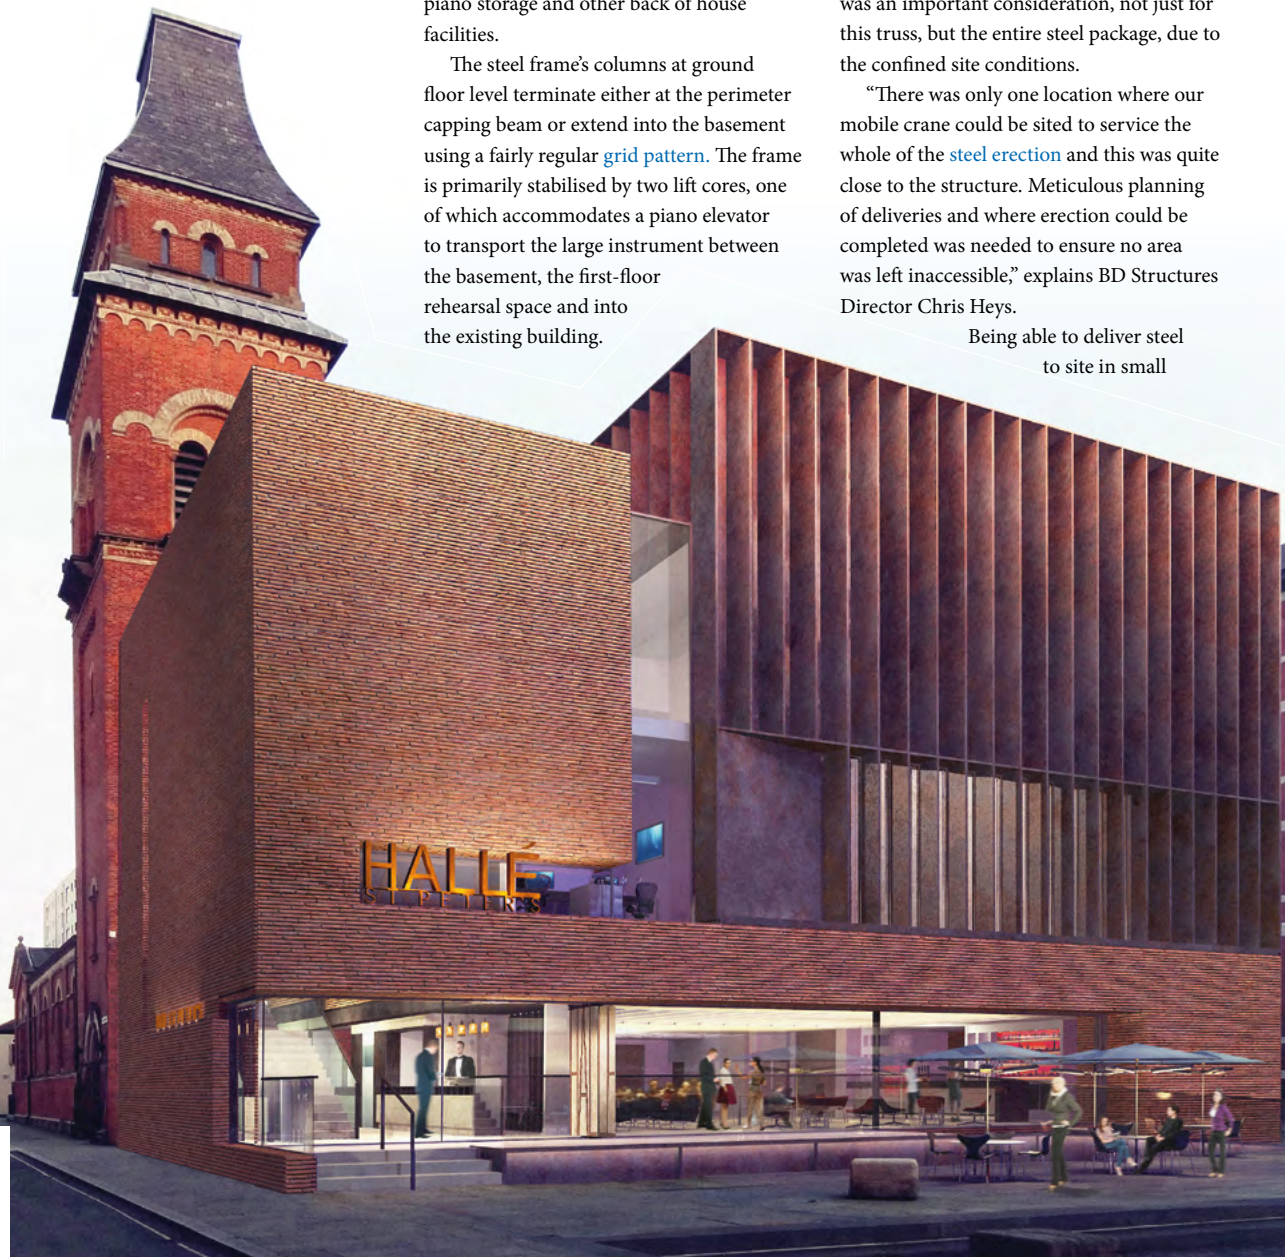 piano storage and other back of house
facilities.
The steel frame’s columns at ground
floor level terminate either at the perimeter
capping beam or extend into the basement
using a fairly regular grid pattern. The frame
is primarily stabilised by two lift cores, one
of which accommodates a piano elevator
to transport the large instrument between
the basement, the first-floor
rehearsal space and into
the existing building.
was an important consideration, not just for
this truss, but the entire steel package, due to
the confined site conditions.
“There was only one location where our
mobile crane could be sited to service the
whole of the steel erection and this was quite
close to the structure. Meticulous planning
of deliveries and where erection could be
completed was needed to ensure no area
was left inaccessible,” explains BD Structures
Director Chris Heys.
Being able to deliver steel
to site in small
HALLÉ
ST PETER'S